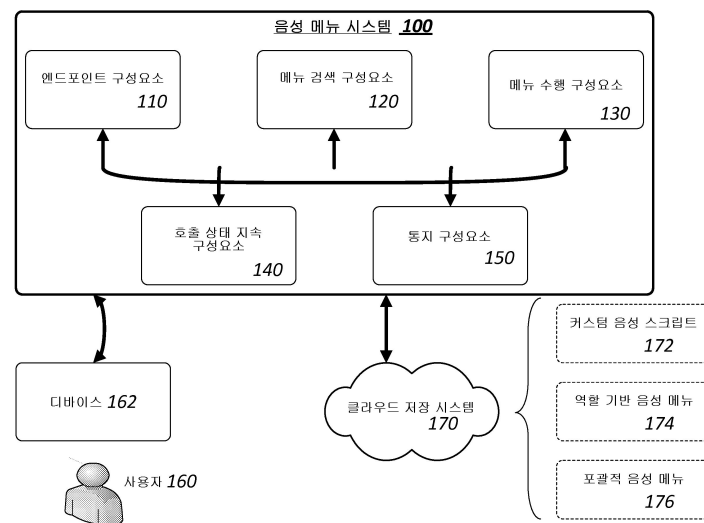 음성 메뉴 시스템 100
엔드포인트 구성요소
110
메뉴 검색 구성요소
120
메뉴 수행 구성요소
130
호출 상태 지속
구성요소
140
통지 구성요소
150
디바이스 162
사용자 160
클라우드 저장 시스템
170
커스텀 음성 스크립트
172
역할 기반 음성 메뉴
174
포괄적 음성 메뉴
176